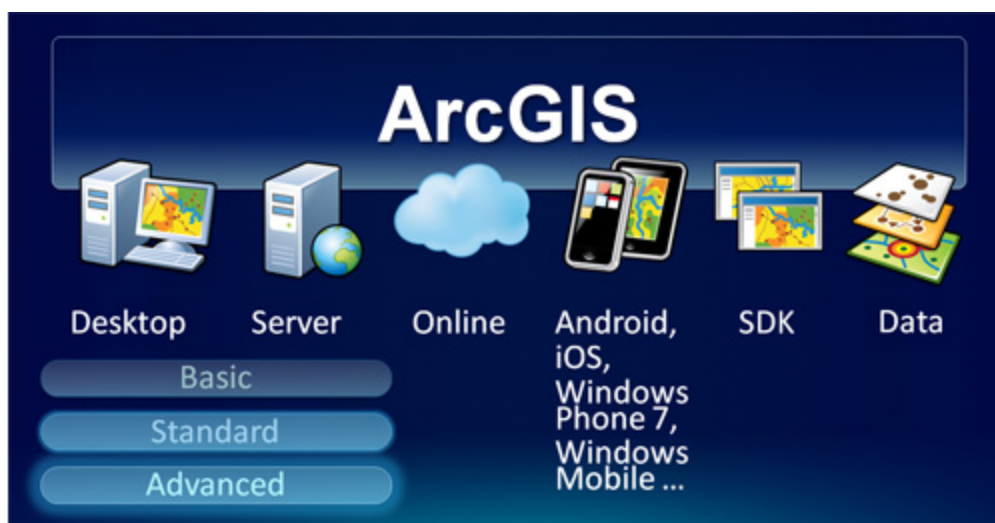 ArcGIS
Desktop
Server
Online
Android,
iOS,
Windows
Phone 7,
Windows
Mobile ...
SDK
Data
Basic
Standard
Advanced